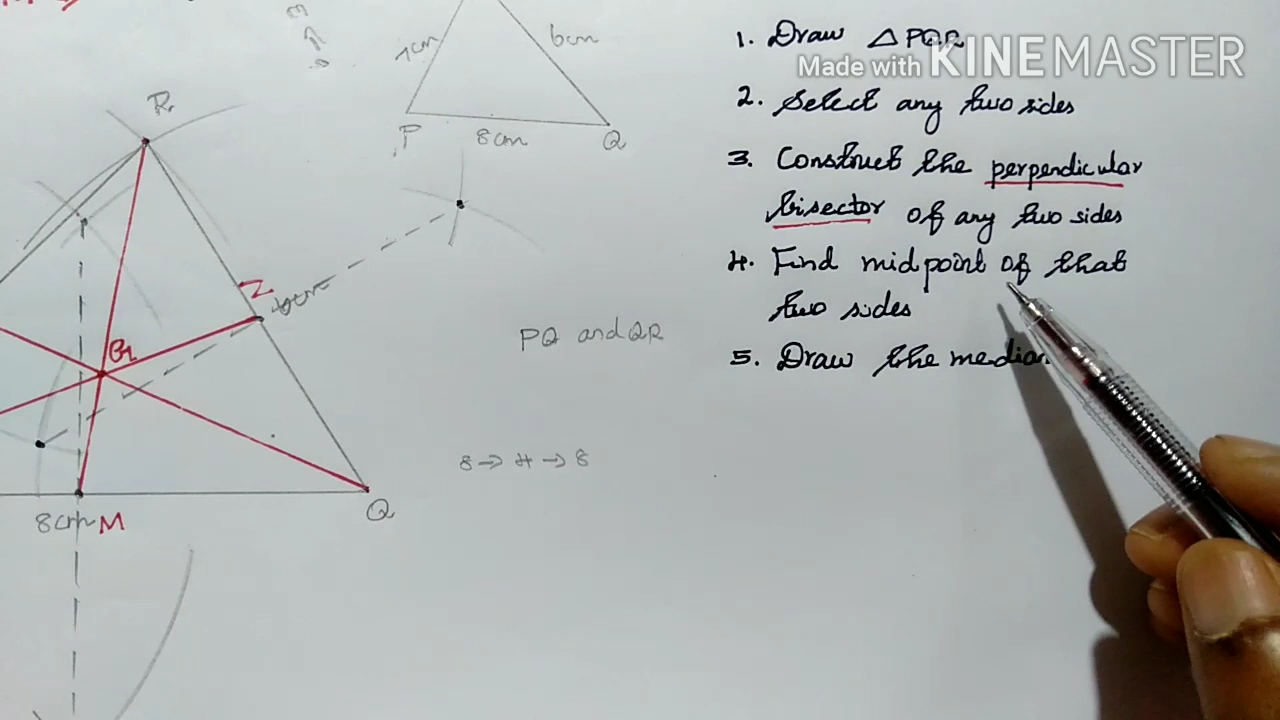 1. Draw △ PQR
Made with KINEMASTER
2. Select any two sides
3. Construct the perpendicular
bisector of any two sides
4. Find midpoint of that
two sides
5. Draw the median
7cm
6cm
P
8cm
Q
R
N
6cm
G
PQ and QR
8 → 4 → 8
8cm M
Q